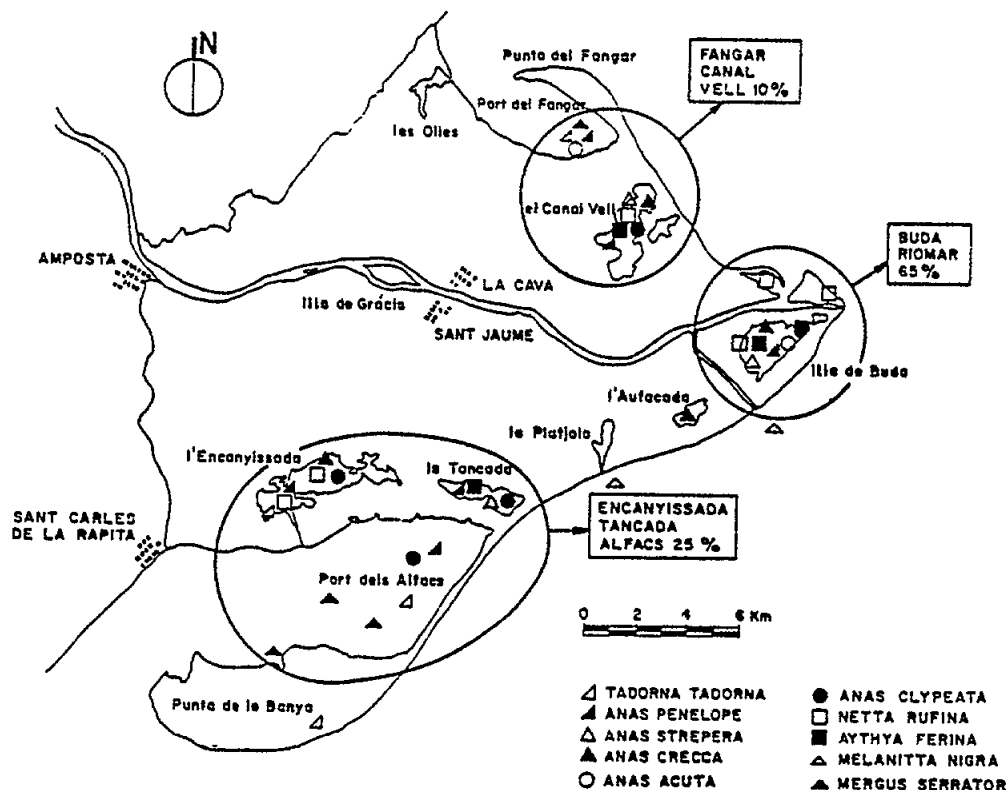 N
Punta del Fangar
FANGAR
CANAL
VELL 10%
Port del Fangar
les Olles
el Canal Vell
BUDA
RIOMAR
65%
AMPOSTA
Illa de Gràcia
LA CAVA
SANT JAUME
Illa de Buda
l'Aufacada
la Platjola
l'Encanyissada
la Tancada
SANT CARLES
DE LA RAPITA
ENCANYISSADA
TANCADA
ALFACS 25 %
Port dels Alfacs
0 2 4 6 Km
Punta de la Banya
TADORNA TADORNA
ANAS PENELOPE
ANAS STREPERA
ANAS CRECCA
ANAS ACUTA
ANAS CLYPEATA
NETTA RUFINA
AYTHYA FERINA
MELANITTA NIGRA
MERGUS SERRATOR